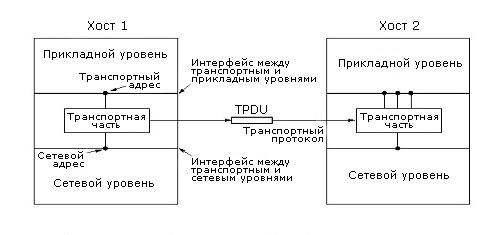 Хост 1
Прикладной уровень
Транспортный
адрес
Транспортная
часть
Сетевой
адрес
Сетевой уровень
Интерфейс между
транспортным и
прикладным уровнями
TPDU
Транспортный
протокол
Интерфейс между
транспортным и
сетевым уровнями
Хост 2
Прикладной уровень
Транспортная
часть
Сетевой уровень